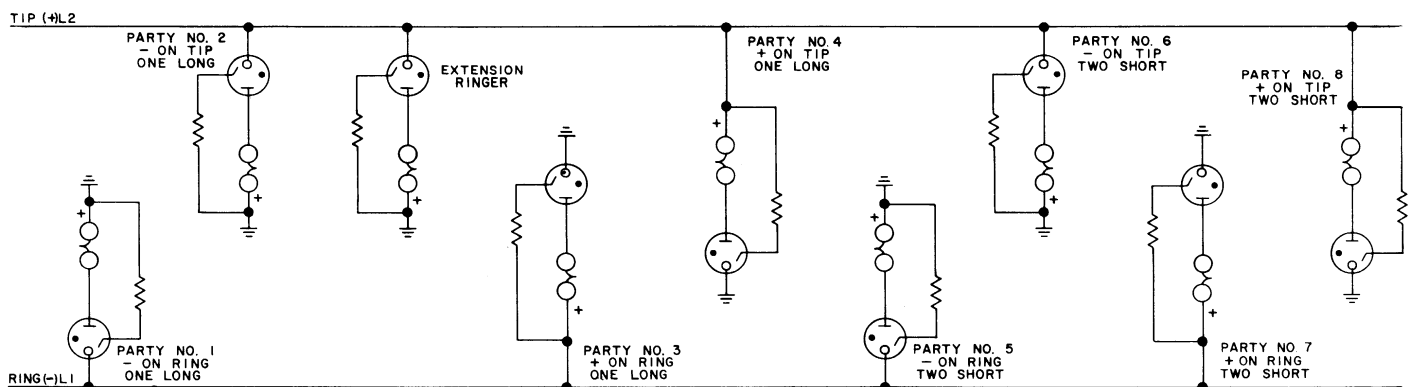 TIP (+)L2
PARTY NO. 2
− ON TIP
ONE LONG
EXTENSION
RINGER
PARTY NO. 4
+ ON TIP
ONE LONG
PARTY NO. 6
− ON TIP
TWO SHORT
PARTY NO. 8
+ ON TIP
TWO SHORT
+
+
+
+
+
+
+
+
+
PARTY NO. 1
− ON RING
ONE LONG
PARTY NO. 3
+ ON RING
ONE LONG
PARTY NO. 5
− ON RING
TWO SHORT
PARTY NO. 7
+ ON RING
TWO SHORT
RING(−)L1